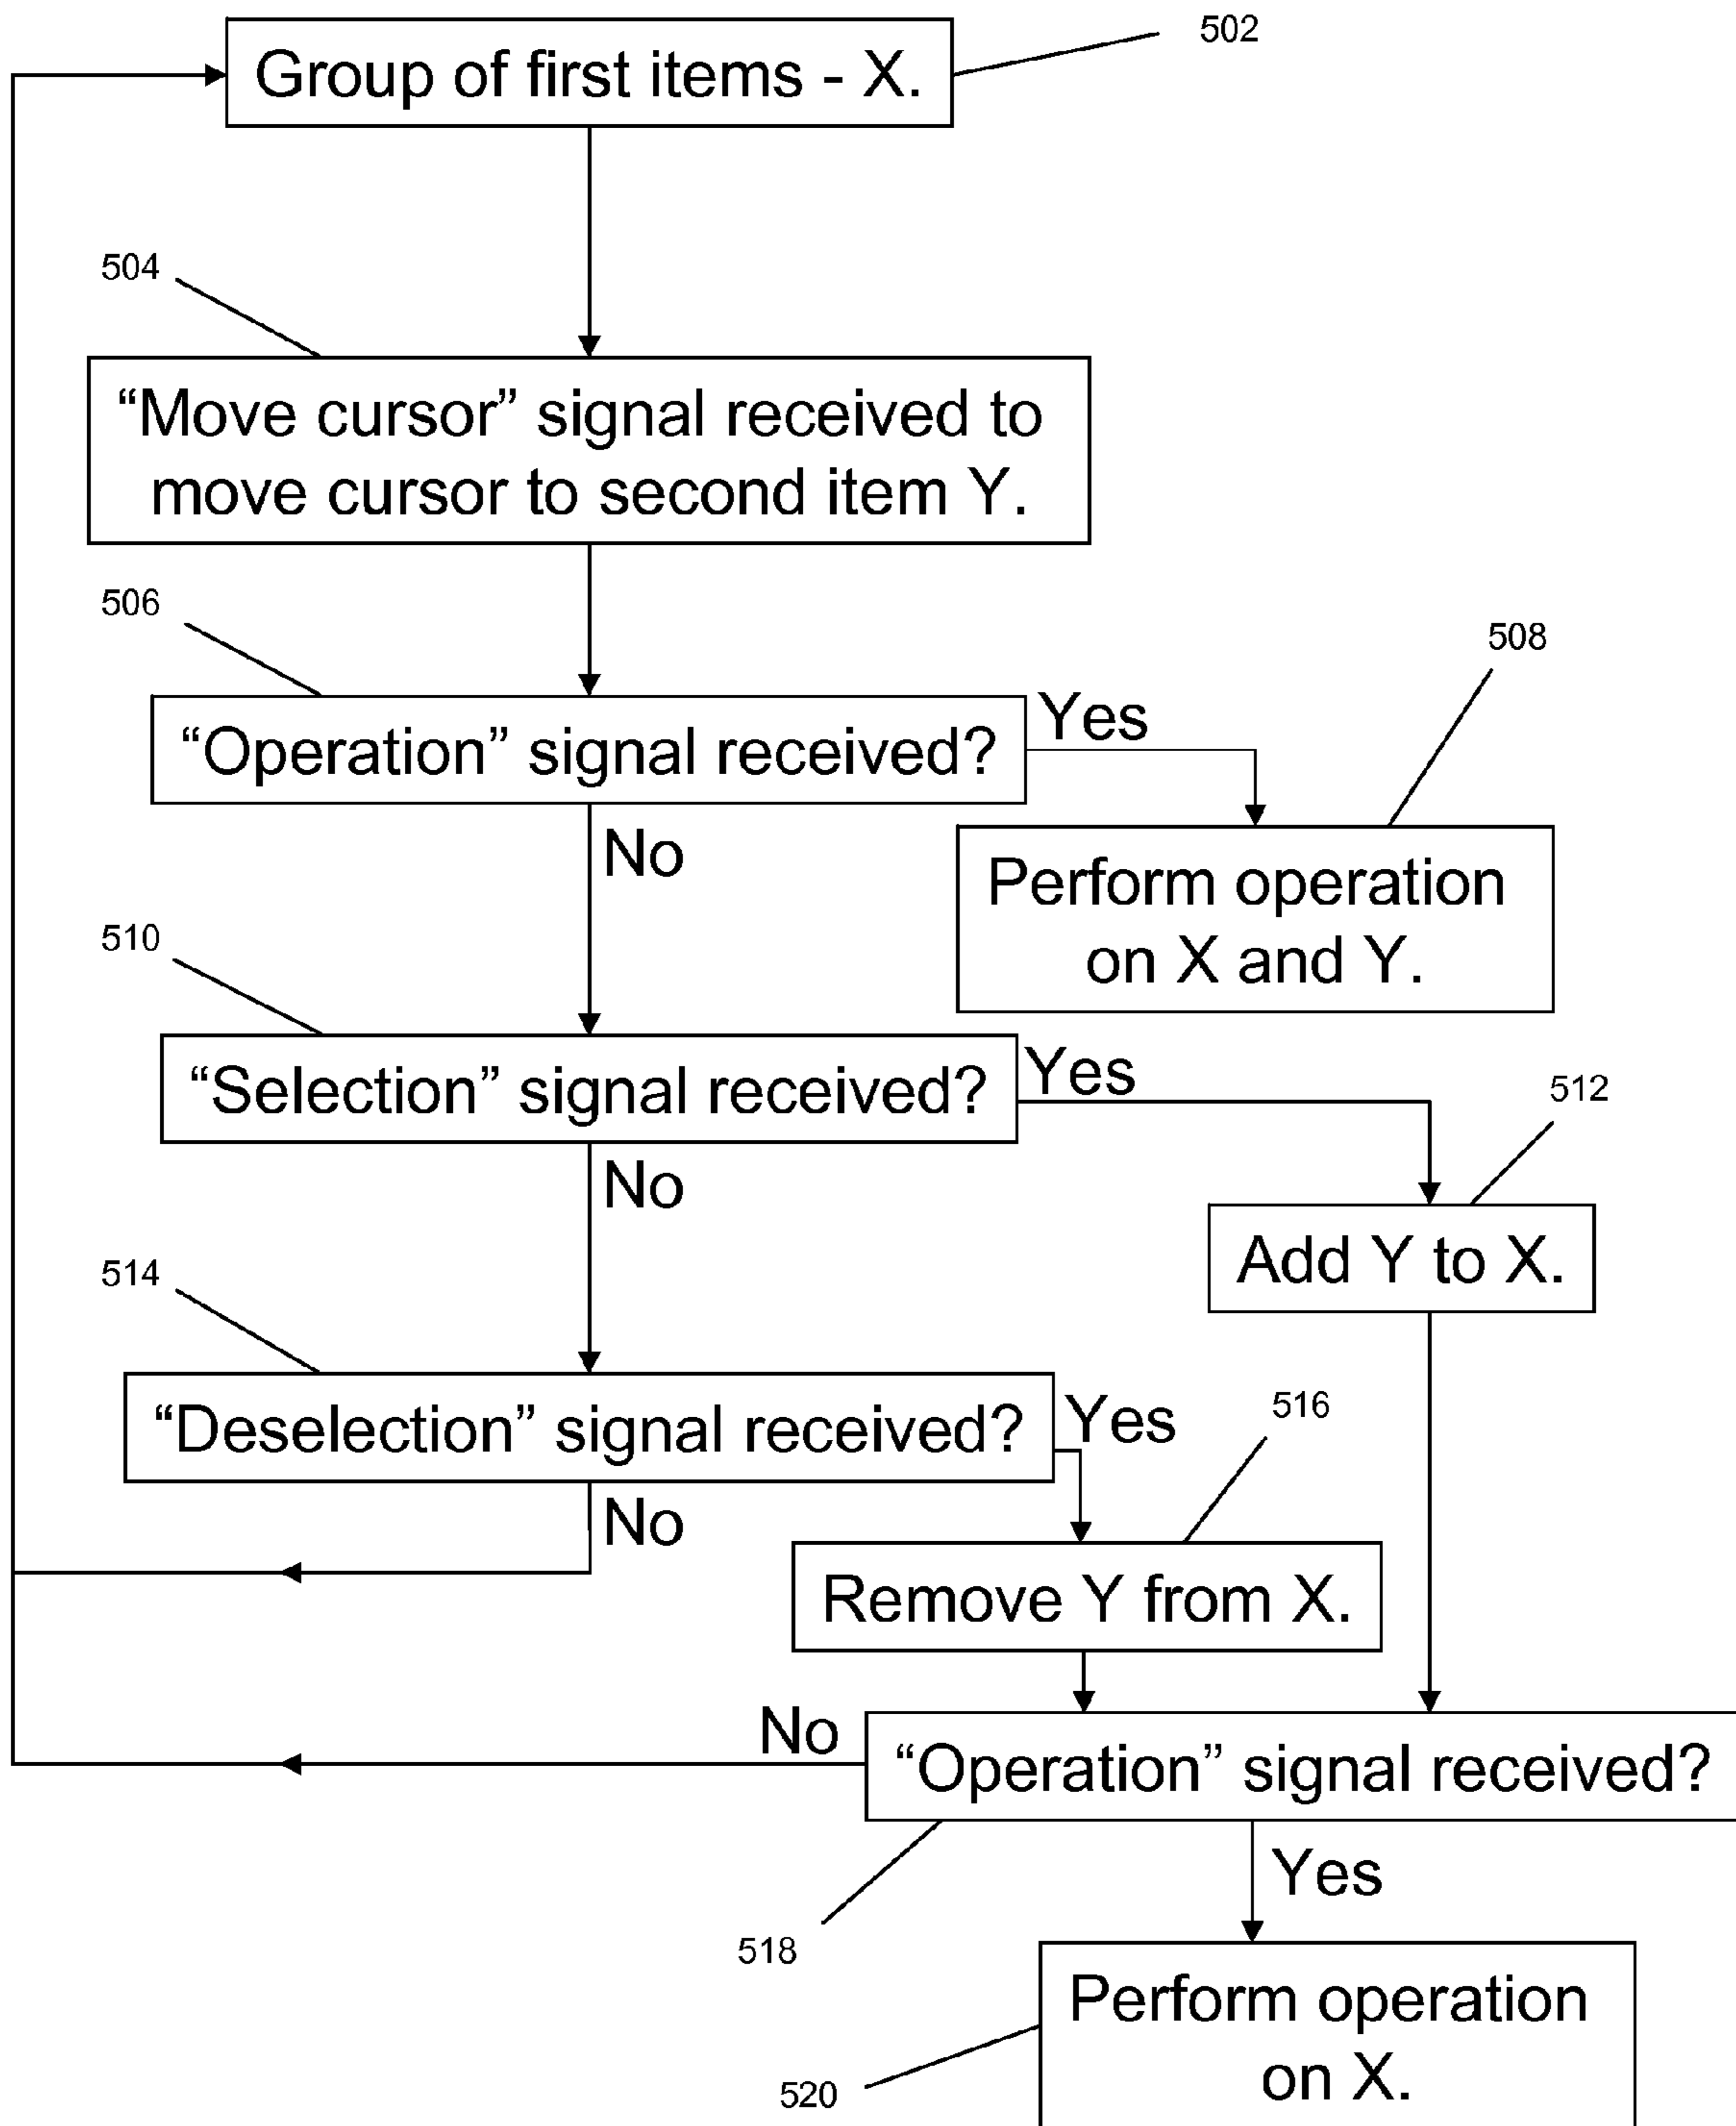 502
Group of first items - X.
504
“Move cursor” signal received to
move cursor to second item Y.
506
“Operation” signal received?
Yes
508
No
Perform operation
on X and Y.
510
“Selection” signal received?
Yes
512
No
Add Y to X.
514
“Deselection” signal received?
Yes
516
No
Remove Y from X.
No
“Operation” signal received?
Yes
518
Perform operation
on X.
520